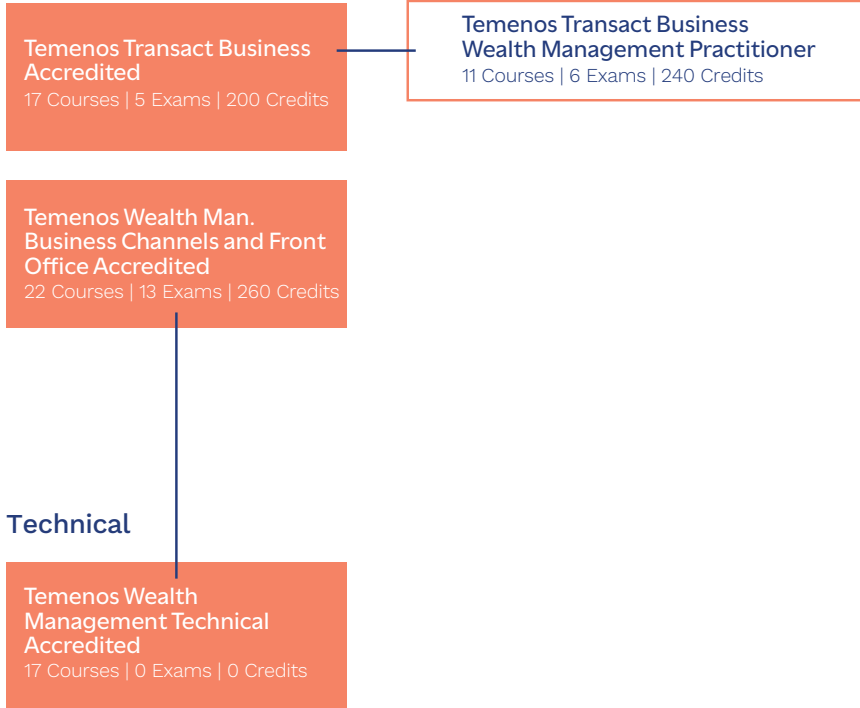 Temenos Transact Business
Accredited
17 Courses | 5 Exams | 200 Credits
Temenos Transact Business
Wealth Management Practitioner
11 Courses | 6 Exams | 240 Credits
Temenos Wealth Man.
Business Channels and Front
Office Accredited
22 Courses | 13 Exams | 260 Credits
Technical
Temenos Wealth
Management Technical
Accredited
17 Courses | 0 Exams | 0 Credits